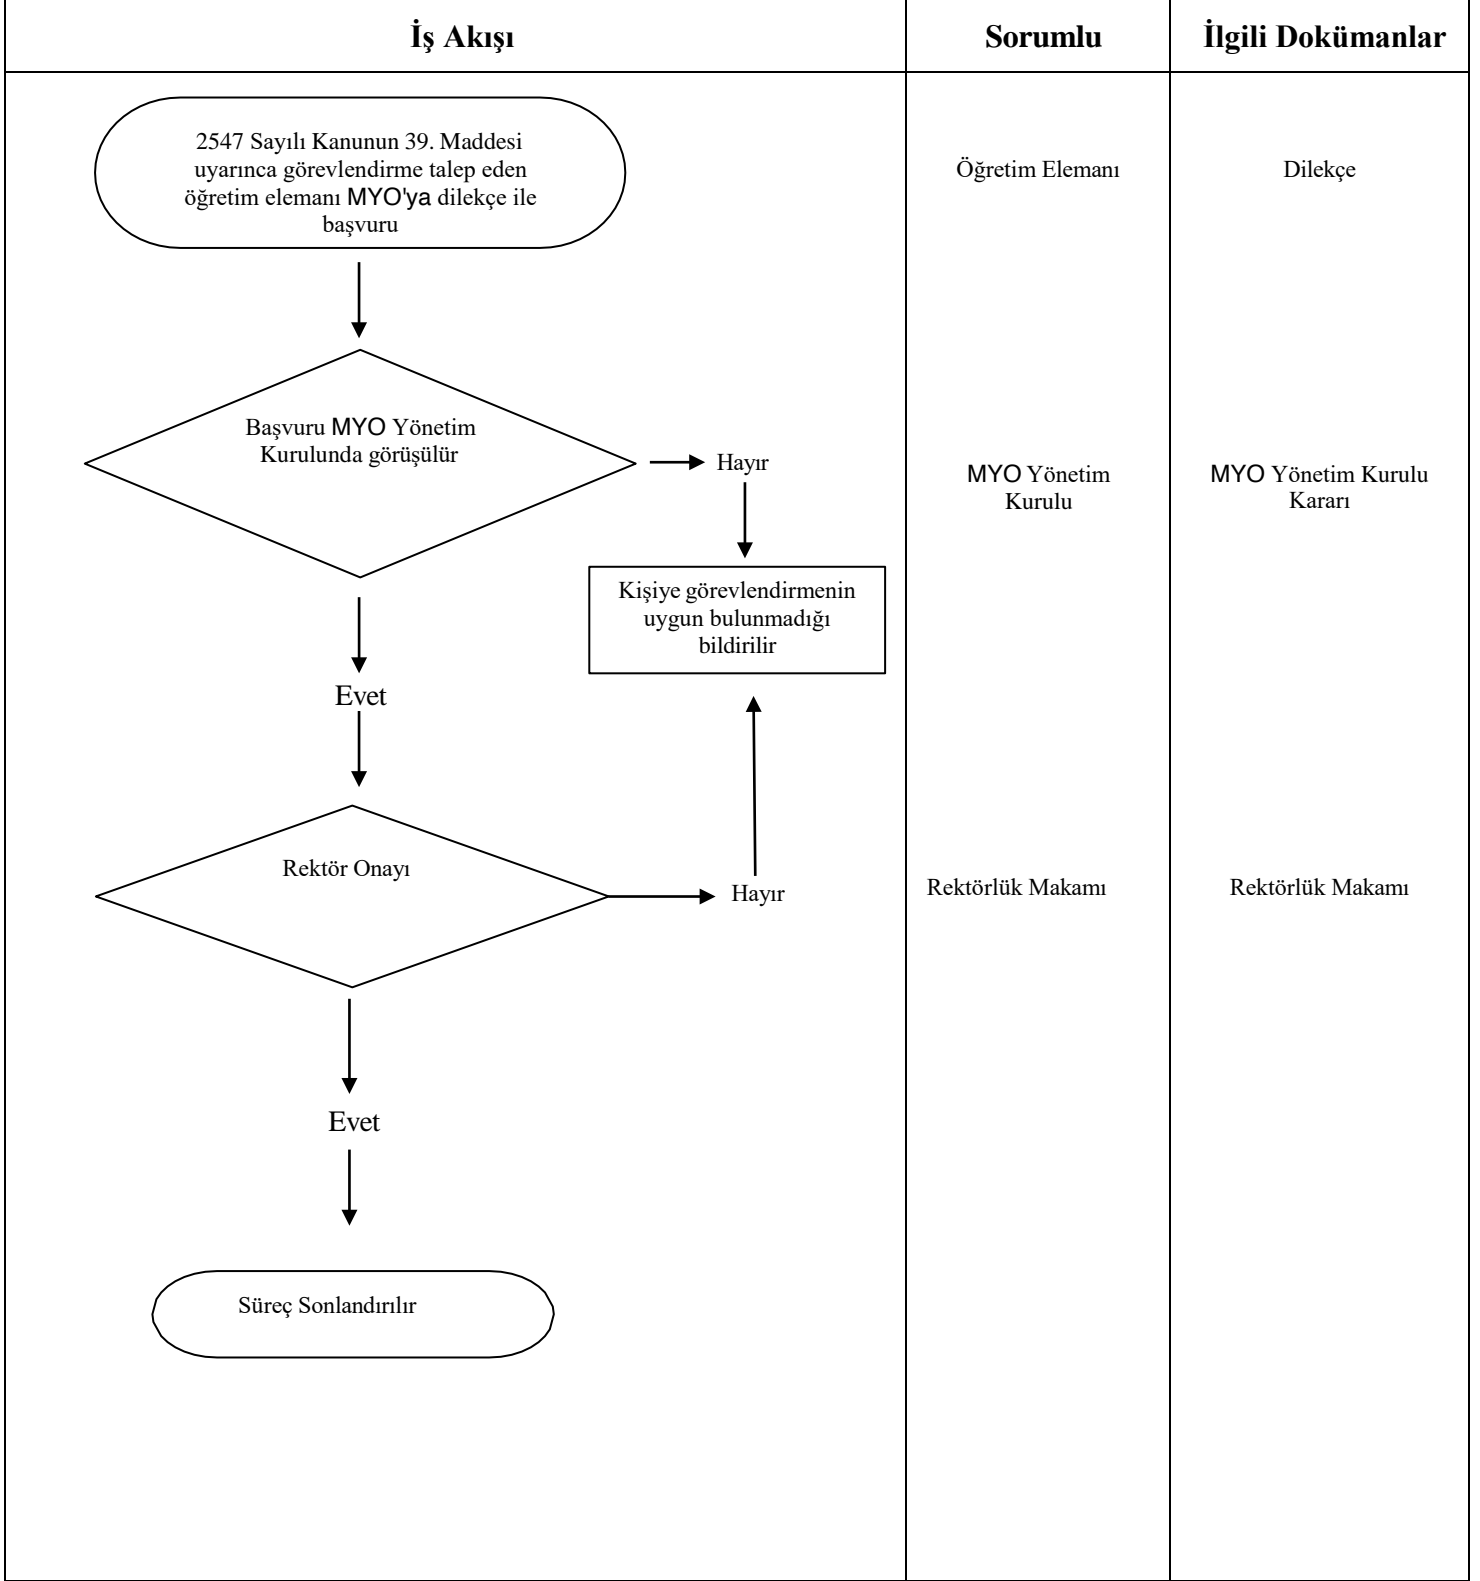 İş Akışı
Sorumlu
İlgili Dokümanlar
2547 Sayılı Kanunun 39. Maddesi
uyarınca görevlendirme talep eden
öğretim elemanı MYO'ya dilekçe ile
başvuru
Öğretim Elemanı
Dilekçe
Başvuru MYO Yönetim
Kurulunda görüşülür
Hayır
MYO Yönetim
Kurulu
MYO Yönetim Kurulu
Kararı
Kişiye görevlendirmenin
uygun bulunmadığı
bildirilir
Evet
Rektör Onayı
Hayır
Rektörlük Makamı
Rektörlük Makamı
Evet
Süreç Sonlandırılır